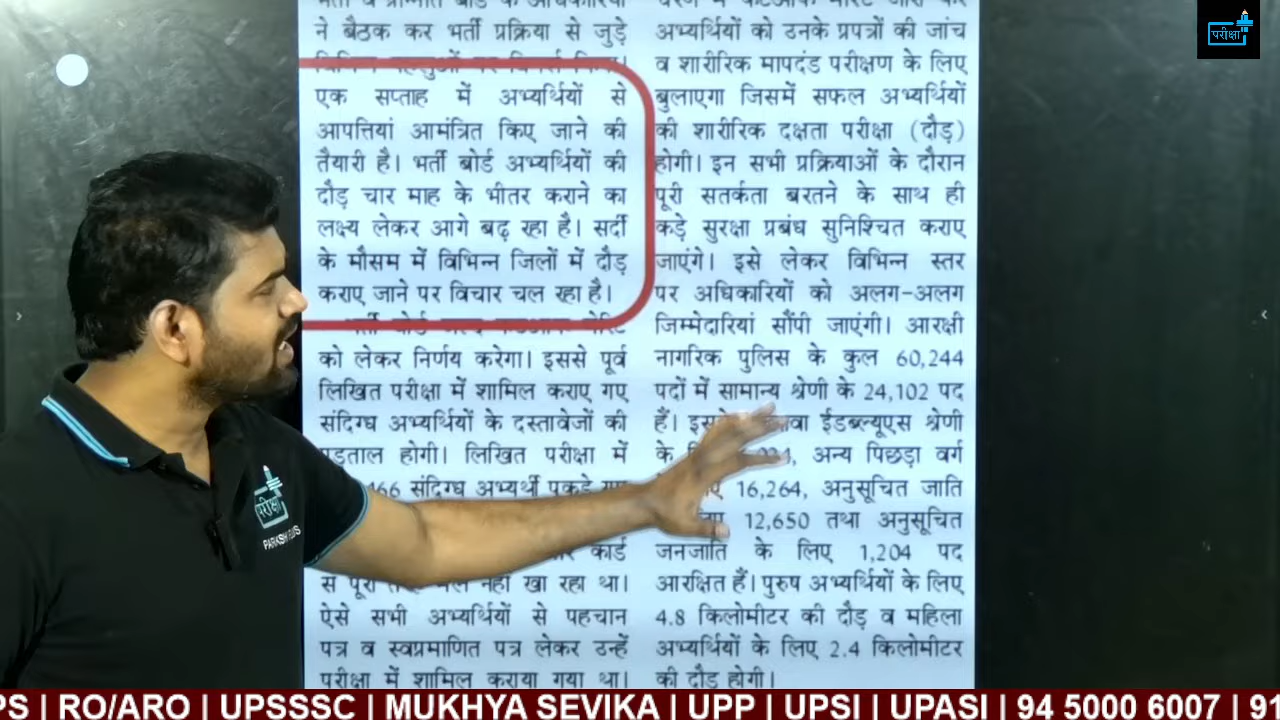 ने बैठक कर भर्ती प्रक्रिया से जुड़े
एक सप्ताह में अभ्यर्थियों से
आपत्तियां आमंत्रित किए जाने की
तैयारी है। भर्ती बोर्ड अभ्यर्थियों की
दौड़ चार माह के भीतर कराने का
लक्ष्य लेकर आगे बढ़ रहा है। सर्दी
के मौसम में विभिन्न जिलों में दौड़
कराए जाने पर विचार चल रहा है।
को लेकर निर्णय करेगा। इससे पूर्व
लिखित परीक्षा में शामिल कराए गए
संदिग्ध अभ्यर्थियों के दस्तावेजों की
पड़ताल होगी। लिखित परीक्षा में
466 संदिग्ध अभ्यर्थी पकड़े गए
कार्ड
से नहीं खा रहा था।
ऐसे सभी अभ्यर्थियों से पहचान
पत्र व स्वप्रमाणित पत्र लेकर उन्हें
परीक्षा में शामिल कराया गया था।
अभ्यर्थियों को उनके प्रपत्रों की जांच
व शारीरिक मापदंड परीक्षण के लिए
बुलाएगा जिसमें सफल अभ्यर्थियों
की शारीरिक दक्षता परीक्षा (दौड़)
होगी। इन सभी प्रक्रियाओं के दौरान
पूरी सतर्कता बरतने के साथ ही
कड़े सुरक्षा प्रबंध सुनिश्चित कराए
जाएंगे। इसे लेकर विभिन्न स्तर
पर अधिकारियों को अलग-अलग
जिम्मेदारियां सौंपी जाएंगी। आरक्षी
नागरिक पुलिस के कुल 60,244
पदों में सामान्य श्रेणी के 24,102 पद
हैं। ईडब्ल्यूएस श्रेणी
के अन्य पिछड़ा वर्ग
16,264, अनुसूचित जाति
12,650 तथा अनुसूचित
जनजाति के लिए 1,204 पद
आरक्षित हैं। पुरुष अभ्यर्थियों के लिए
4.8 किलोमीटर की दौड़ व महिला
अभ्यर्थियों के लिए 2.4 किलोमीटर
की दौड़ होगी।
परीक्षा
परीक्षा
PS | RO/ARO | UPSSSC | MUKHYA SEVIKA | UPP | UPSI | UPASI | 94 5000 6007 | 91